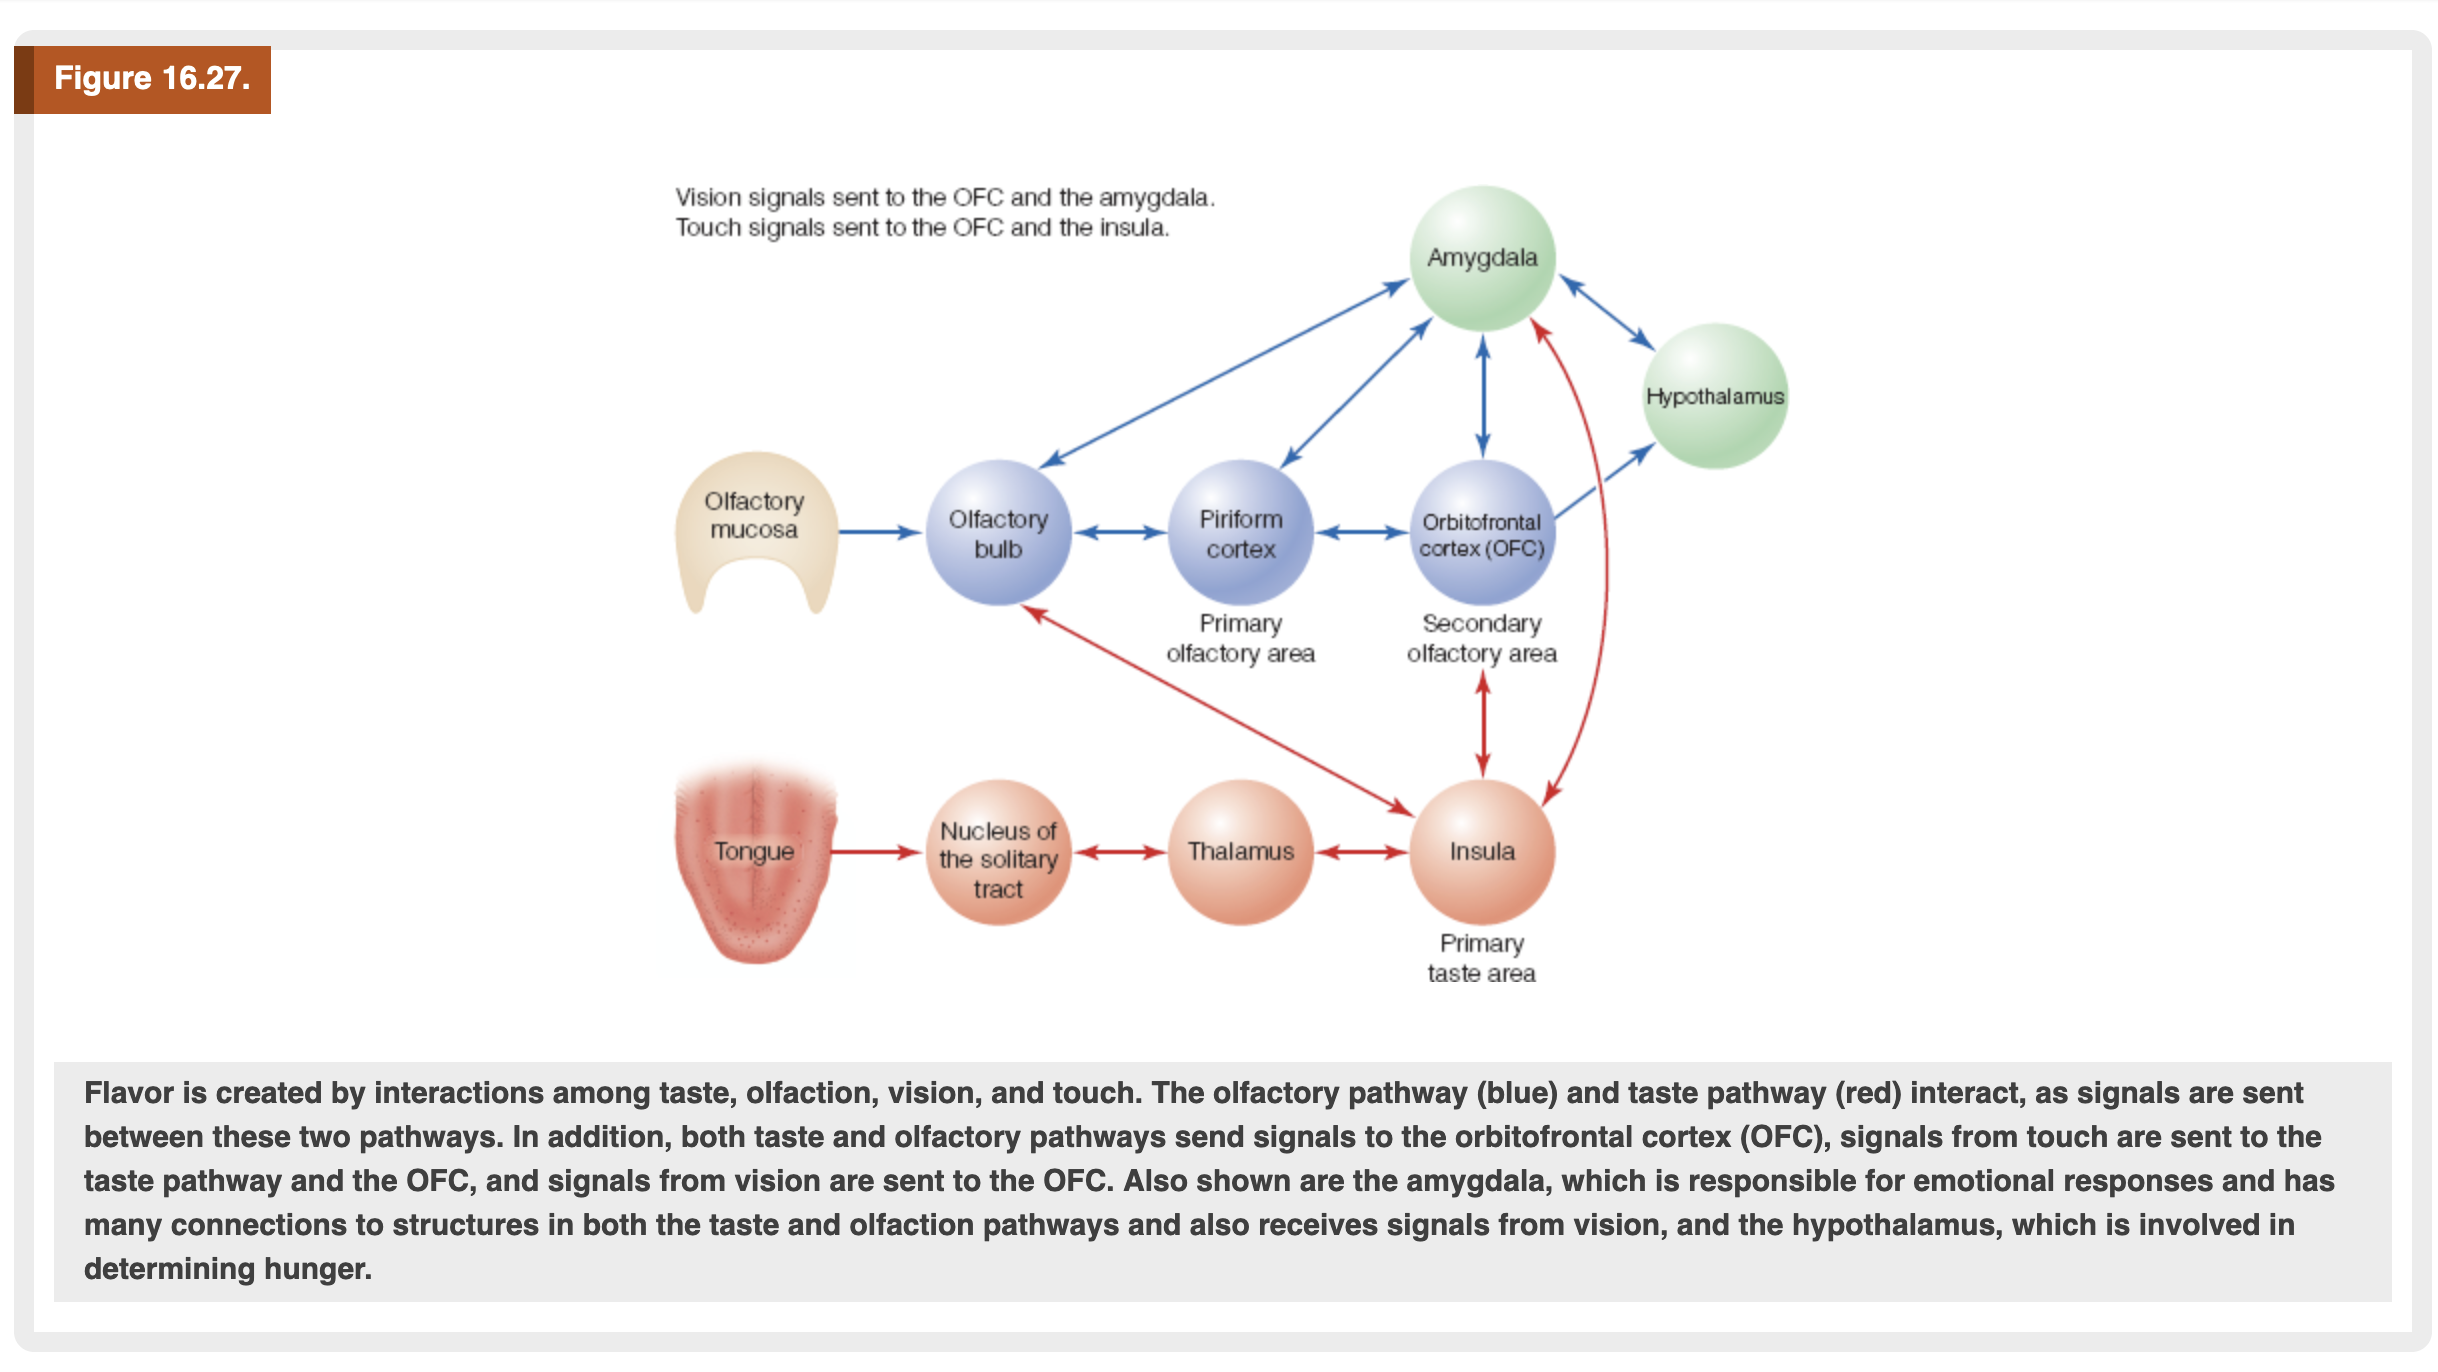 Figure 16.27.
Vision signals sent to the OFC and the amygdala.
Touch signals sent to the OFC and the insula.
Amygdala
Hypothalamus
Olfactory
mucosa
Olfactory
bulb
Piriform
cortex
Orbitofrontal
cortex (OFC)
Primary
olfactory area
Secondary
olfactory area
Tongue
Nucleus of
the solitary
tract
Thalamus
Insula
Primary
taste area
Flavor is created by interactions among taste, olfaction, vision, and touch. The olfactory pathway (blue) and taste pathway (red) interact, as signals are sent
between these two pathways. In addition, both taste and olfactory pathways send signals to the orbitofrontal cortex (OFC), signals from touch are sent to the
taste pathway and the OFC, and signals from vision are sent to the OFC. Also shown are the amygdala, which is responsible for emotional responses and has
many connections to structures in both the taste and olfaction pathways and also receives signals from vision, and the hypothalamus, which is involved in
determining hunger.